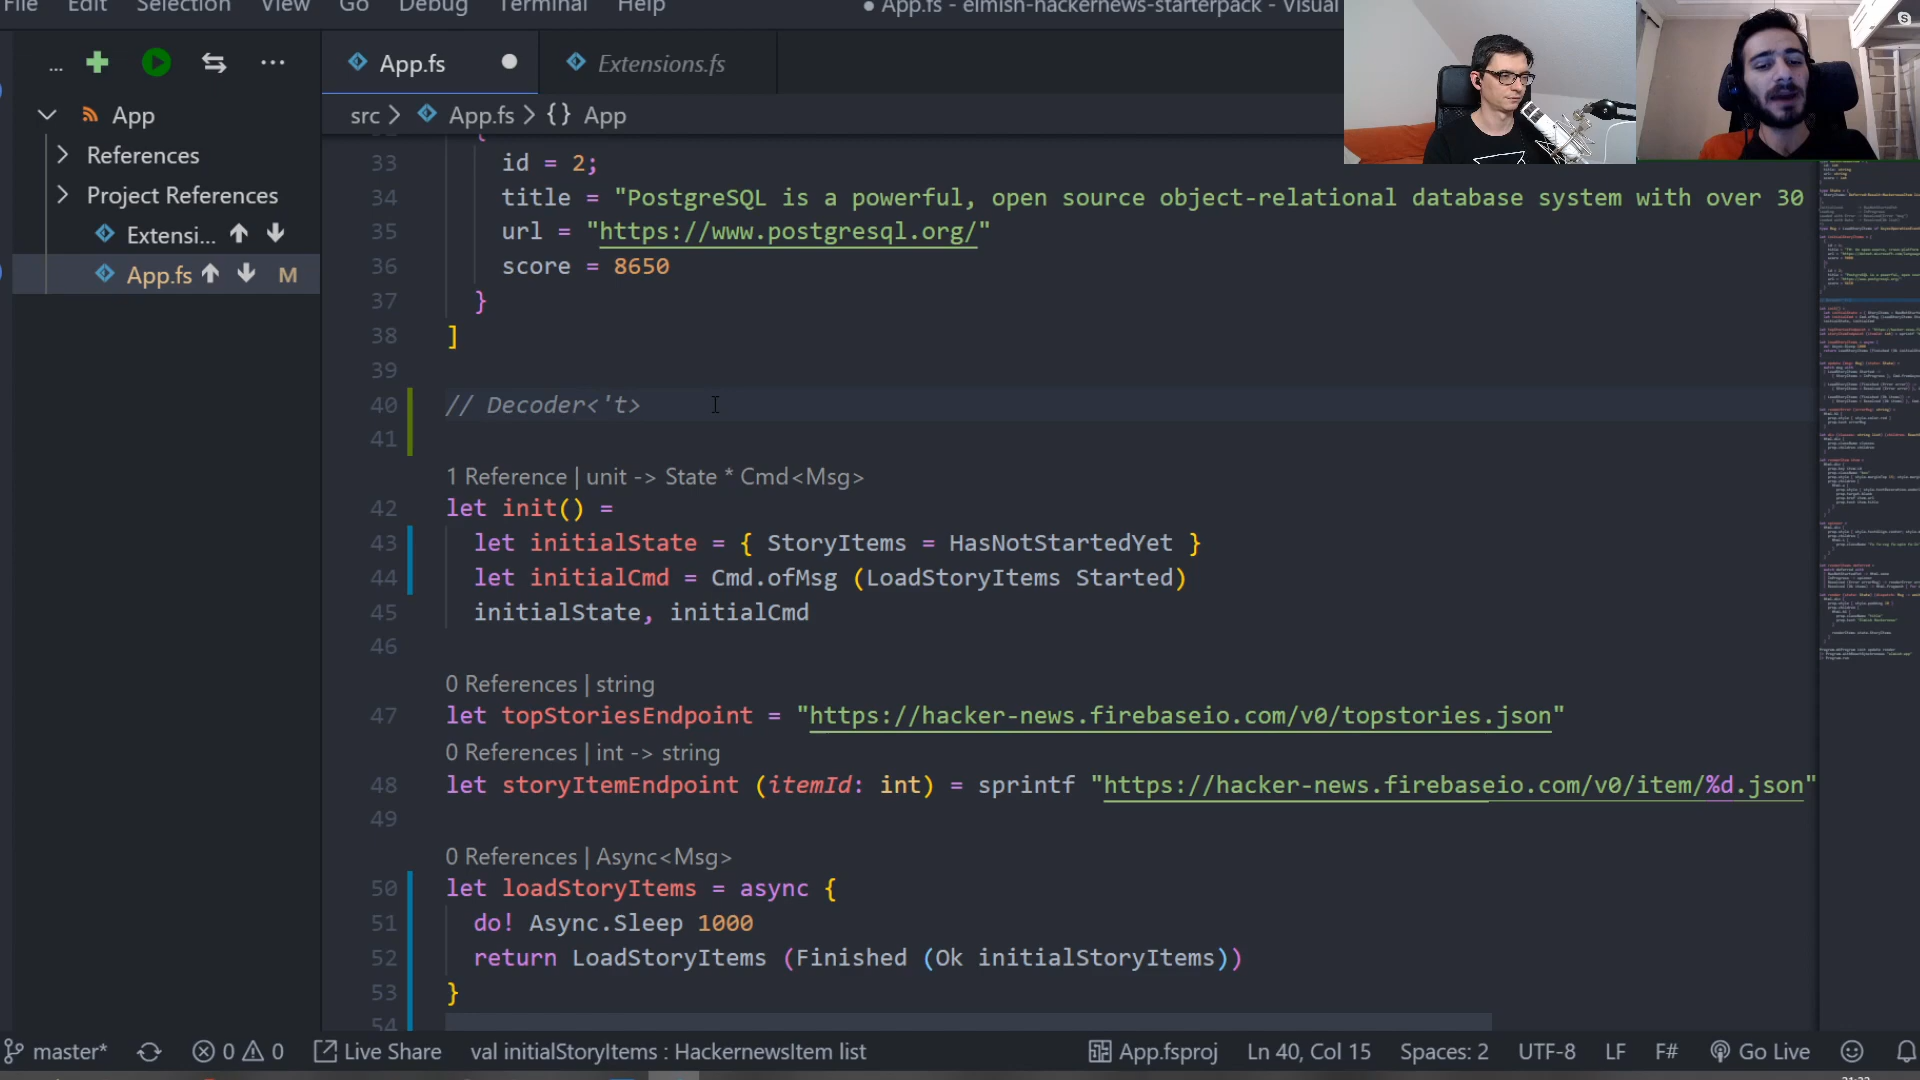 File Edit Selection View Go Debug Terminal Help
● App.fs - elmish-hackernews-starterpack - Visual
...
App
References
Project References
Extensi...
App.fs M
App.fs
Extensions.fs
src > App.fs > {} App
33 id = 2;
34 title = "PostgreSQL is a powerful, open source object-relational database system with over 30
35 url = "https://www.postgresql.org/"
36 score = 8650
37 }
38 ]
39
40 // Decoder<'t>
41
1 Reference | unit -> State * Cmd<Msg>
42 let init() =
43 let initialState = { StoryItems = HasNotStartedYet }
44 let initialCmd = Cmd.ofMsg (LoadStoryItems Started)
45 initialState, initialCmd
46
0 References | string
47 let topStoriesEndpoint = "https://hacker-news.firebaseio.com/v0/topstories.json"
0 References | int -> string
48 let storyItemEndpoint (itemId: int) = sprintf "https://hacker-news.firebaseio.com/v0/item/%d.json"
49
0 References | Async<Msg>
50 let loadStoryItems = async {
51 do! Async.Sleep 1000
52 return LoadStoryItems (Finished (Ok initialStoryItems))
53 }
54
master* 0 0 Live Share val initialStoryItems : HackernewsItem list App.fsproj Ln 40, Col 15 Spaces: 2 UTF-8 LF F# Go Live